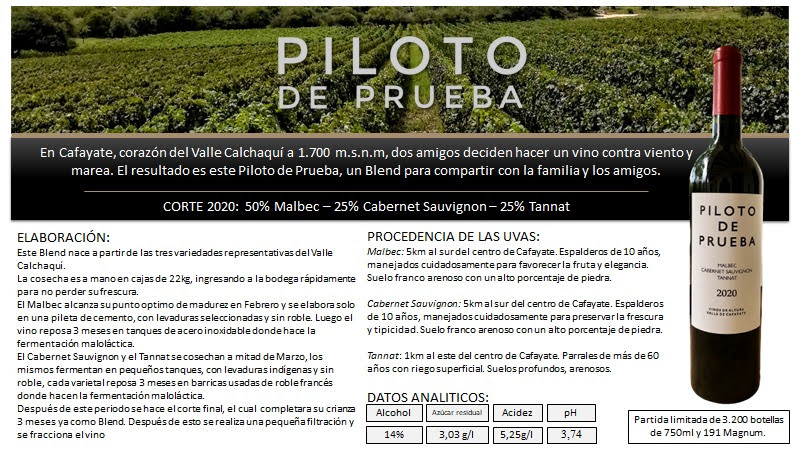 PILOTO
DE PRUEBA
En Cafayate, corazón del Valle Calchaquí a 1.700 m.s.n.m, dos amigos deciden hacer un vino contra viento y
marea. El resultado es este Piloto de Prueba, un Blend para compartir con la familia y los amigos.
CORTE 2020: 50% Malbec – 25% Cabernet Sauvignon – 25% Tannat
ELABORACIÓN:
Este Blend nace a partir de las tres variedades representativas del Valle
Calchaquí.
La cosecha es a mano en cajas de 22kg, ingresando a la bodega rápidamente
para no perder su frescura.
El Malbec alcanza su punto optimo de madurez en Febrero y se elabora solo
en una pileta de cemento, con levaduras seleccionadas y sin roble. Luego el
vino reposa 3 meses en tanques de acero inoxidable donde hace la
fermentación maloláctica.
El Cabernet Sauvignon y el Tannat se cosechan a mitad de Marzo, los
mismos fermentan en pequeños tanques, con levaduras indígenas y sin
roble, cada varietal reposa 3 meses en barricas usadas de roble francés
donde hacen la fermentación maloláctica.
Después de este periodo se hace el corte final, el cual completara su crianza
3 meses ya como Blend. Después de esto se realiza una pequeña filtración y
se fracciona el vino
PROCEDENCIA DE LAS UVAS:
Malbec: 5km al sur del centro de Cafayate. Espalderos de 10 años,
manejados cuidadosamente para favorecer la fruta y elegancia.
Suelo franco arenoso con un alto porcentaje de piedra.
Cabernet Sauvignon: 5km al sur del centro de Cafayate. Espalderos
de 10 años, manejados cuidadosamente para preservar la frescura
y tipicidad. Suelo franco arenoso con un alto porcentaje de piedra.
Tannat: 1km al este del centro de Cafayate. Parrales de más de 60
años con riego superficial. Suelos profundos, arenosos.
DATOS ANALITICOS:
Alcohol Azúcar residual Acidez pH
14% 3,03 g/l 5,25g/l 3,74
PILOTO
DE
PRUEBA
MALBEC
CABERNET SAUVIGNON
TANNAT
2020
VINOS DE ALTURA
VALLE DE CAFAYATE
Partida limitada de 3.200 botellas
de 750ml y 191 Magnum.